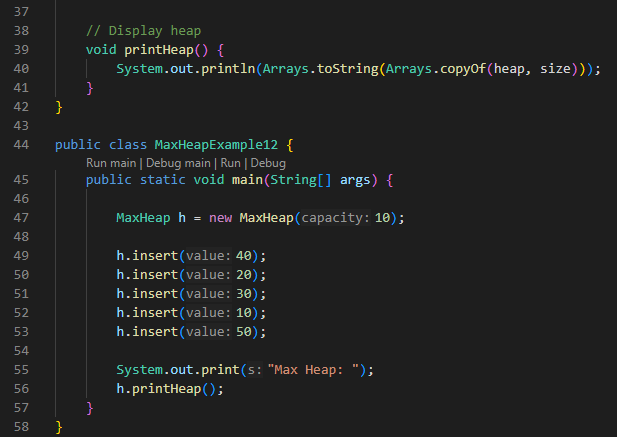 37
38 // Display heap
39 void printHeap() {
40 System.out.println(Arrays.toString(Arrays.copyOf(heap, size)));
41 }
42 }
43
44 public class MaxHeapExample12 {
Run main | Debug main | Run | Debug
45 public static void main(String[] args) {
46
47 MaxHeap h = new MaxHeap(capacity: 10);
48
49 h.insert(value: 40);
50 h.insert(value: 20);
51 h.insert(value: 30);
52 h.insert(value: 10);
53 h.insert(value: 50);
54
55 System.out.print(s: "Max Heap: ");
56 h.printHeap();
57 }
58 }